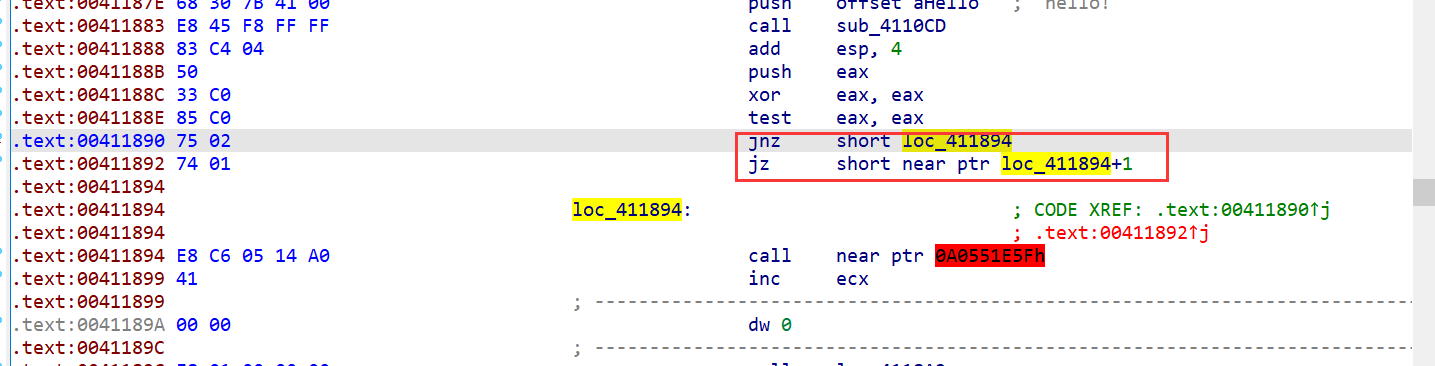 .text:0041187E 68 30 7B 41 00 push offset aHello ; "hello!"
.text:00411883 E8 45 F8 FF FF call sub_4110CD
.text:00411888 83 C4 04 add esp, 4
.text:0041188B 50 push eax
.text:0041188C 33 C0 xor eax, eax
.text:0041188E 85 C0 test eax, eax
.text:00411890 75 02 jnz short loc_411894
.text:00411892 74 01 jz short near ptr loc_411894+1
.text:00411894
.text:00411894 loc_411894: ; CODE XREF: .text:00411890↑j
.text:00411894 ; .text:00411892↑j
.text:00411894 E8 C6 05 14 A0 call near ptr 0A0551E5Fh
.text:00411899 41 inc ecx
.text:00411899 ; ---------------------------------------------------------------------------
.text:0041189A 00 00 dw 0
.text:0041189C ; ---------------------------------------------------------------------------